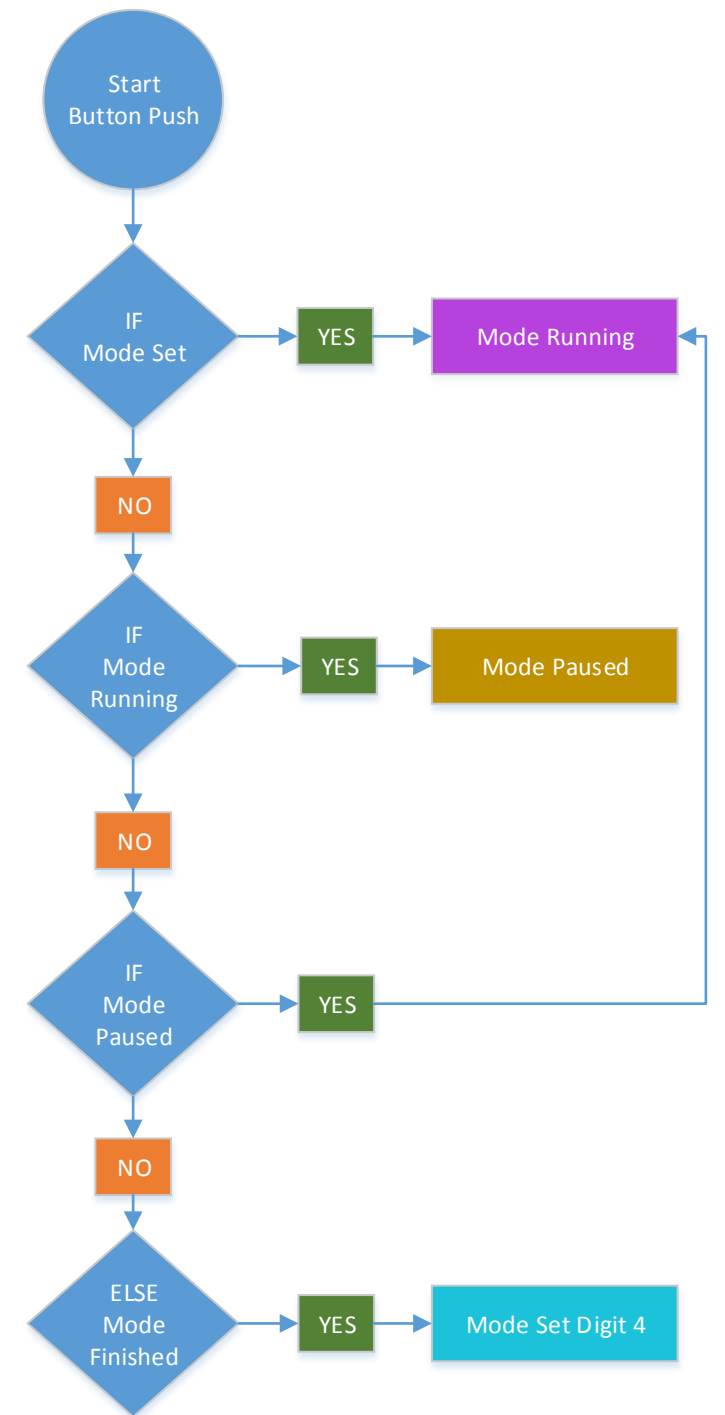 Start
Button Push
IF
Mode Set
YES
Mode Running
NO
IF
Mode
Running
YES
Mode Paused
NO
IF
Mode
Paused
YES
NO
ELSE
Mode
Finished
YES
Mode Set Digit 4